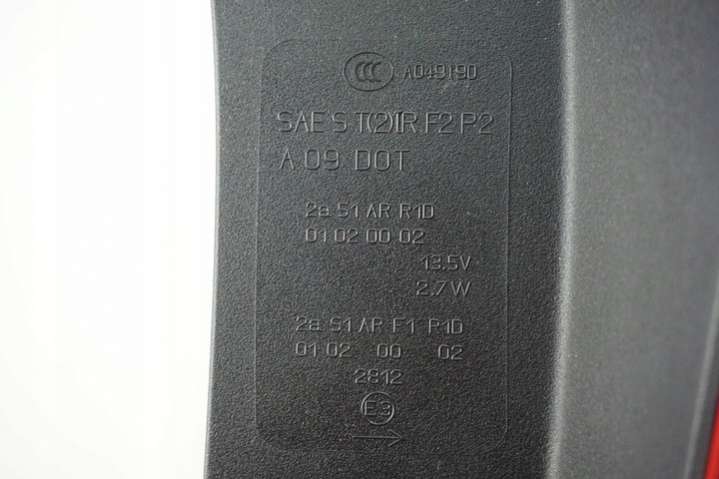 CCC A049190
SAE S T(2)IR F2 P2
A 09 DOT
2a S1 AR R1D
01 02 00 02
13.5V
2.7W
2a S1 AR F1 R1D
01 02 00 02
2812
E3